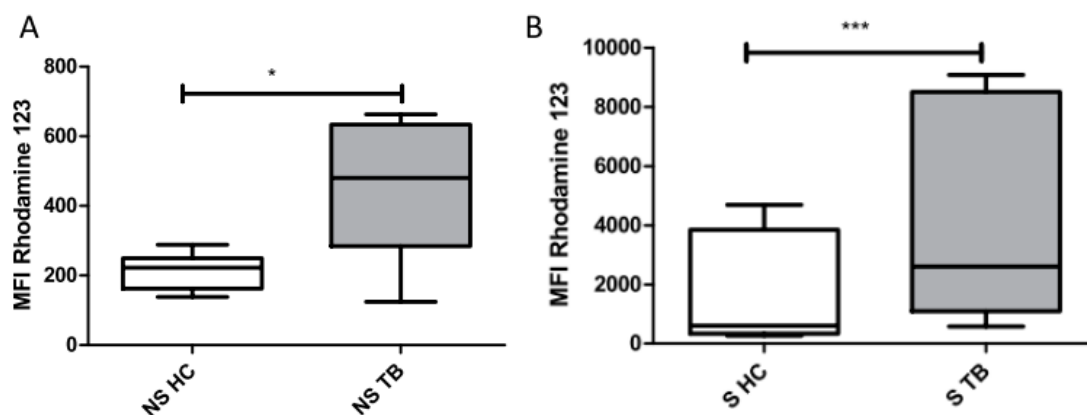 A
MFI Rhodamine 123
800
600
400
200
0
*
NS HC
NS TB
B
MFI Rhodamine 123
10000
8000
6000
4000
2000
0
***
S HC
S TB